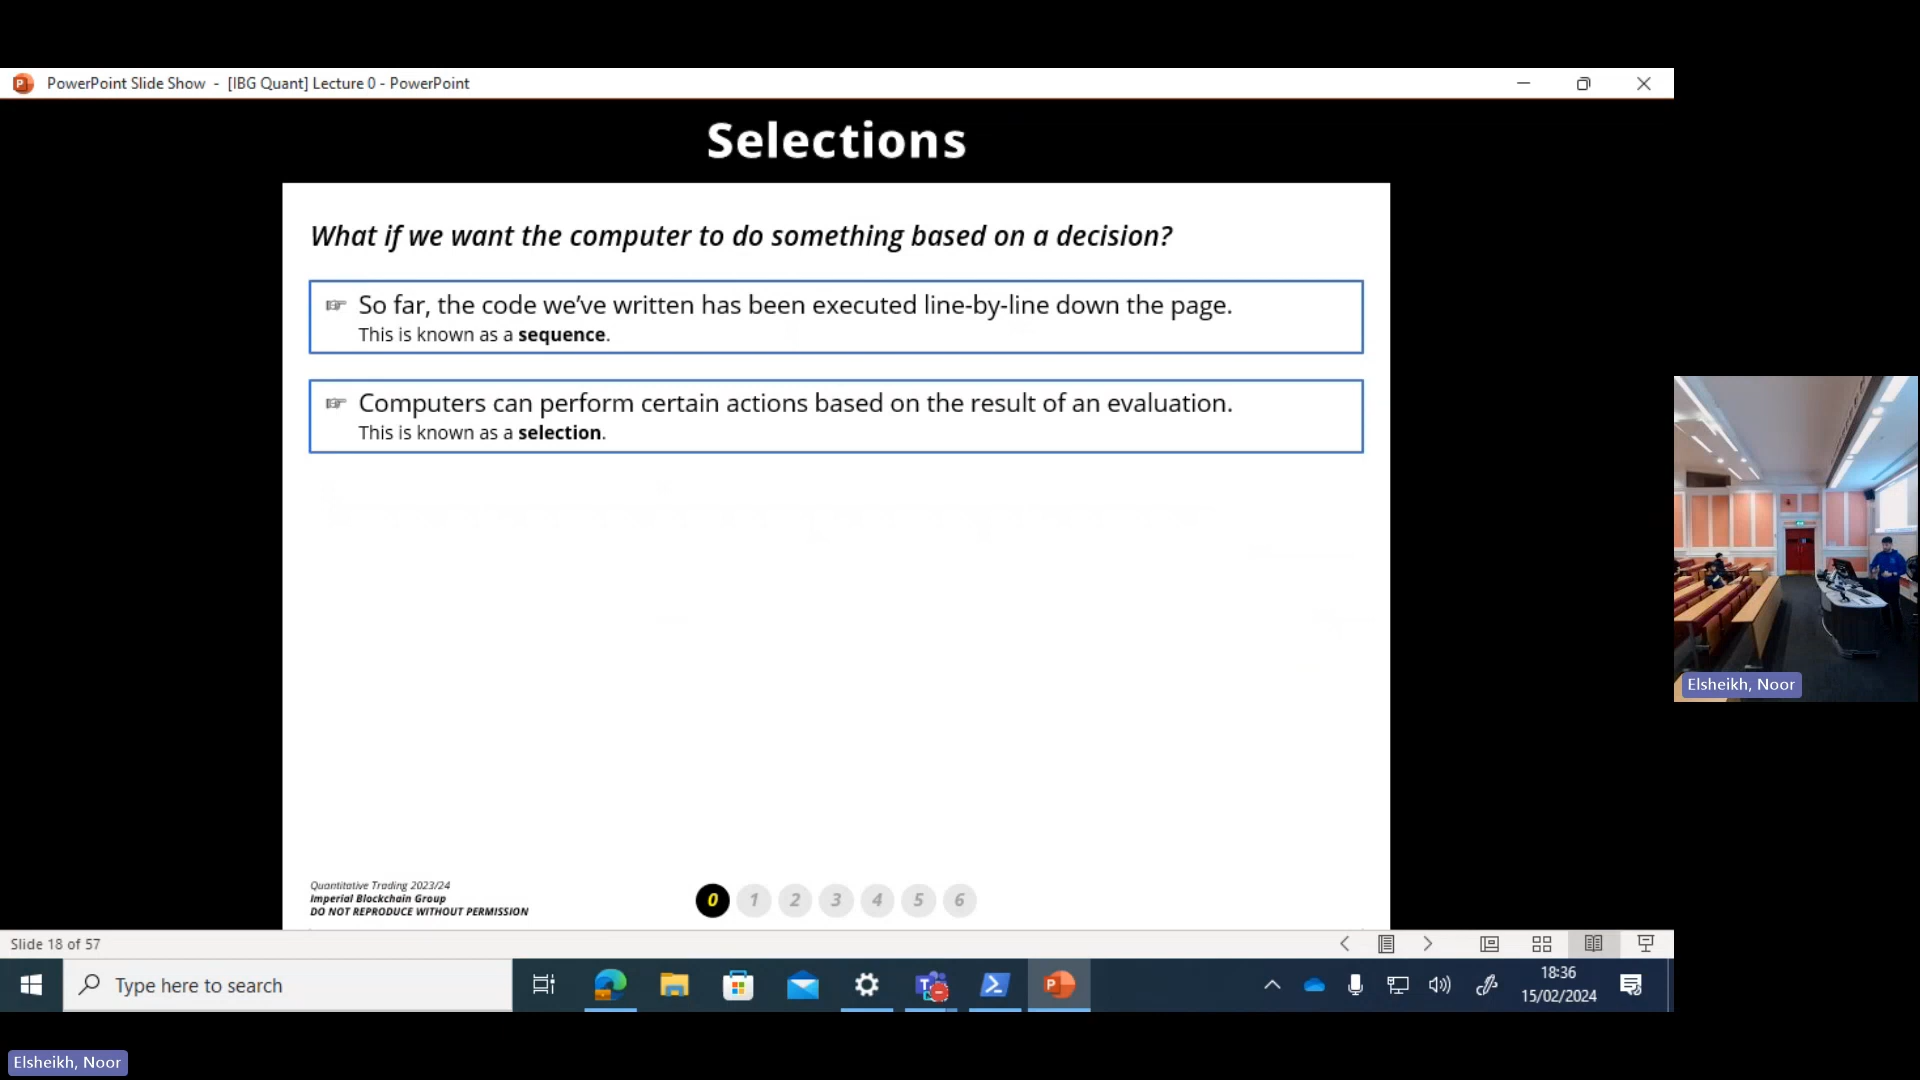 PowerPoint Slide Show - [IBG Quant] Lecture 0 - PowerPoint
Selections
What if we want the computer to do something based on a decision?
☞ So far, the code we’ve written has been executed line-by-line down the page.
This is known as a sequence.
☞ Computers can perform certain actions based on the result of an evaluation.
This is known as a selection.
Elsheikh, Noor
Quantitative Trading 2023/24
Imperial Blockchain Group
DO NOT REPRODUCE WITHOUT PERMISSION
0 1 2 3 4 5 6
Slide 18 of 57
Type here to search
18:36
15/02/2024
Elsheikh, Noor